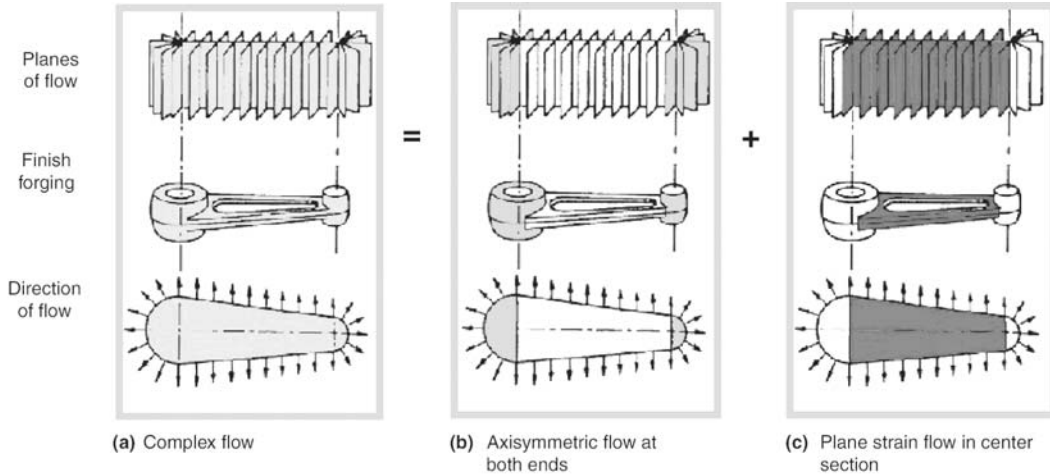 Planes
of flow
=
+
Finish
forging
Direction
of flow
(a) Complex flow
(b) Axisymmetric flow at
both ends
(c) Plane strain flow in center
section